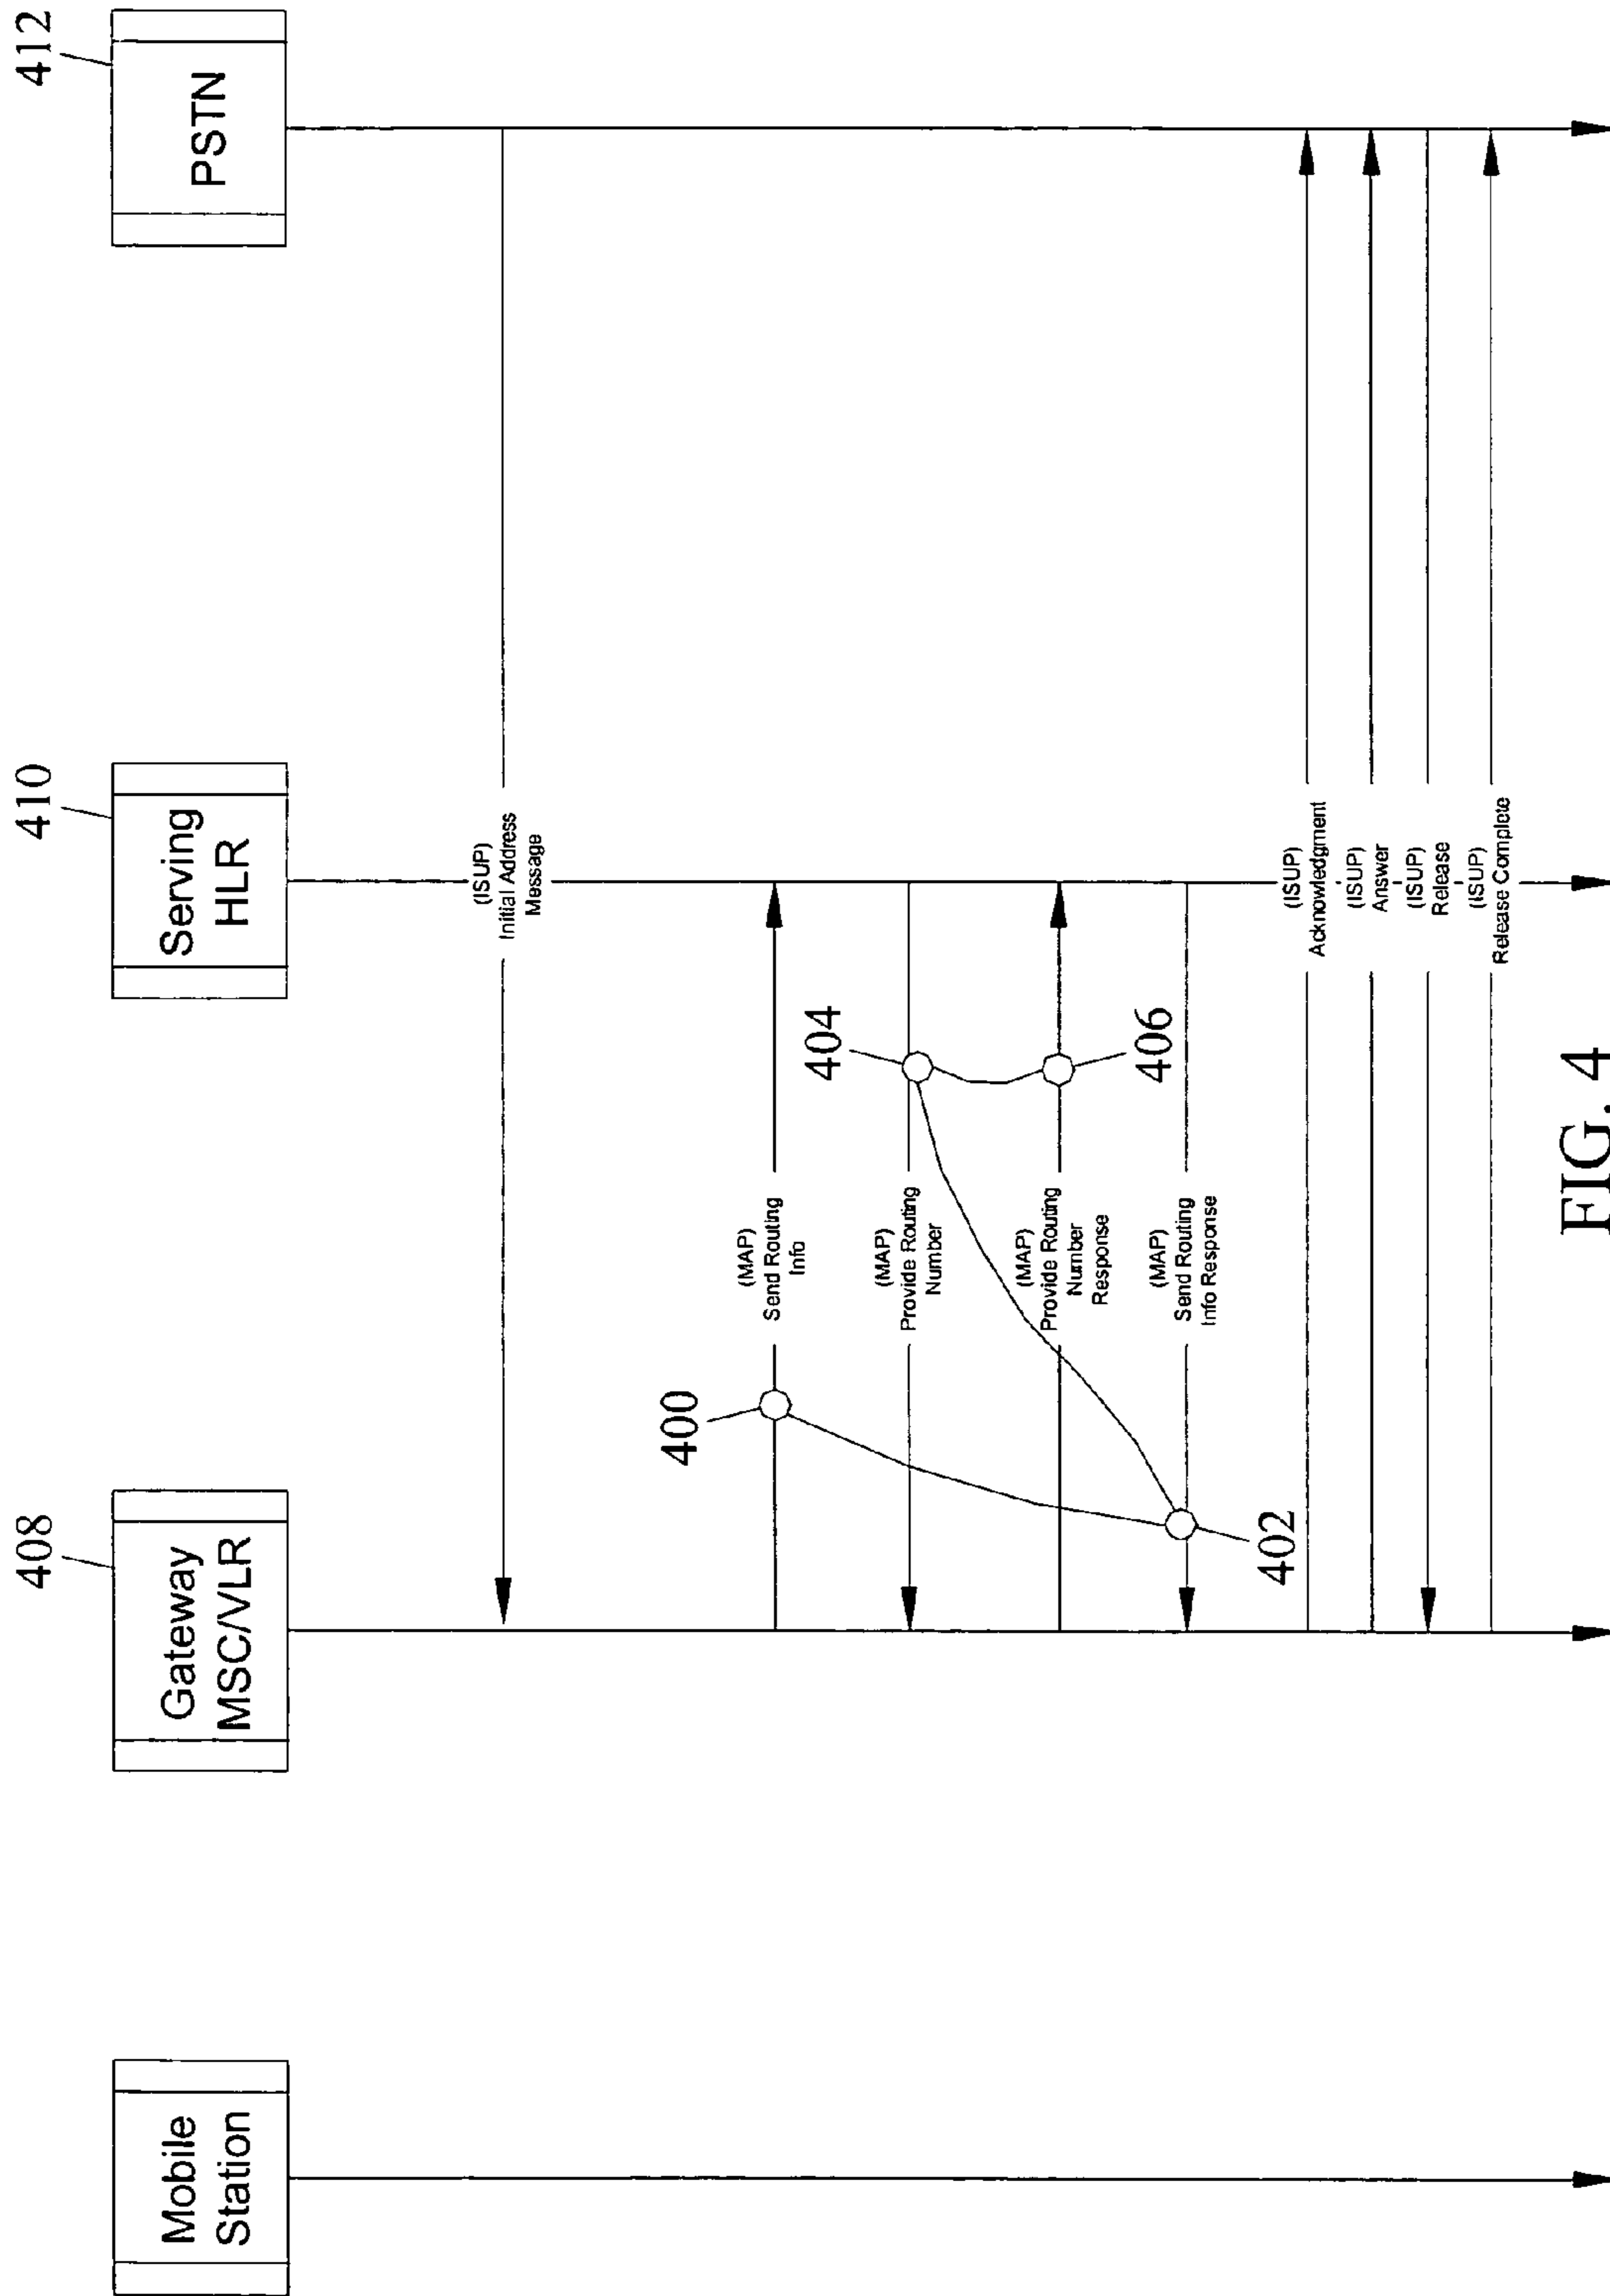 Mobile
Station
408
Gateway
MSC/VLR
410
Serving
HLR
412
PSTN
(ISUP)
Initial Address
Message
400
(MAP)
Send Routing
Info
404
(MAP)
Provide Routing
Number
(MAP)
Provide Routing
Number
Response
406
(MAP)
Send Routing
Info Response
402
(ISUP)
Acknowledgment
(ISUP)
Answer
(ISUP)
Release
(ISUP)
Release Complete
FIG. 4